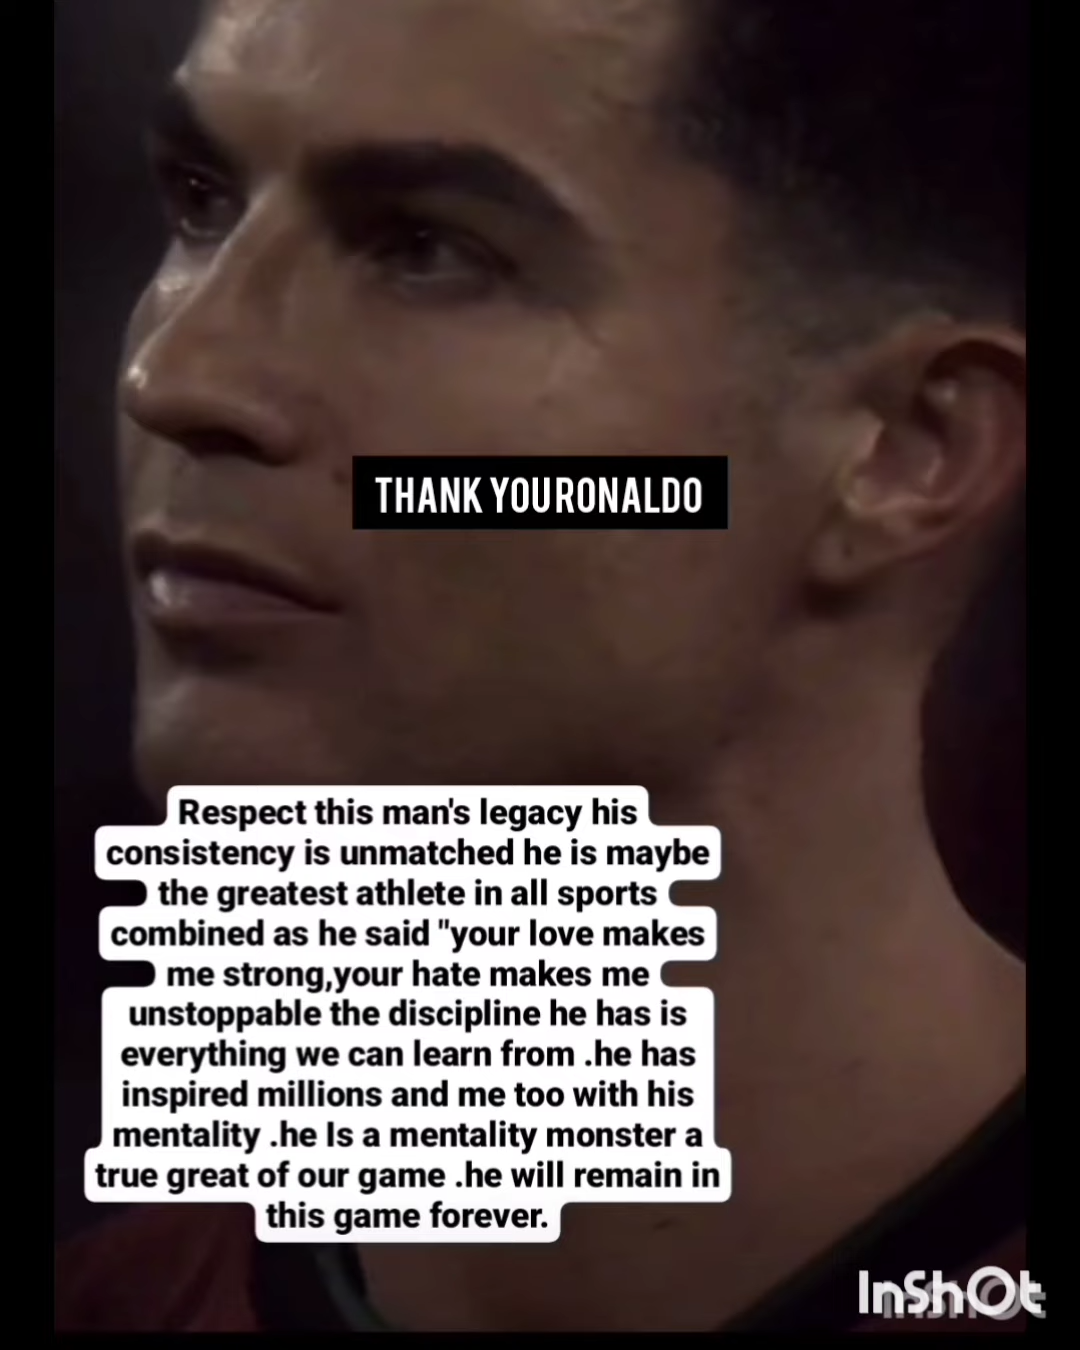 THANK YOU RONALDO
Respect this man's legacy his
consistency is unmatched he is maybe
the greatest athlete in all sports
combined as he said "your love makes
me strong,your hate makes me
unstoppable the discipline he has is
everything we can learn from .he has
inspired millions and me too with his
mentality .he Is a mentality monster a
true great of our game .he will remain in
this game forever.
InShOt